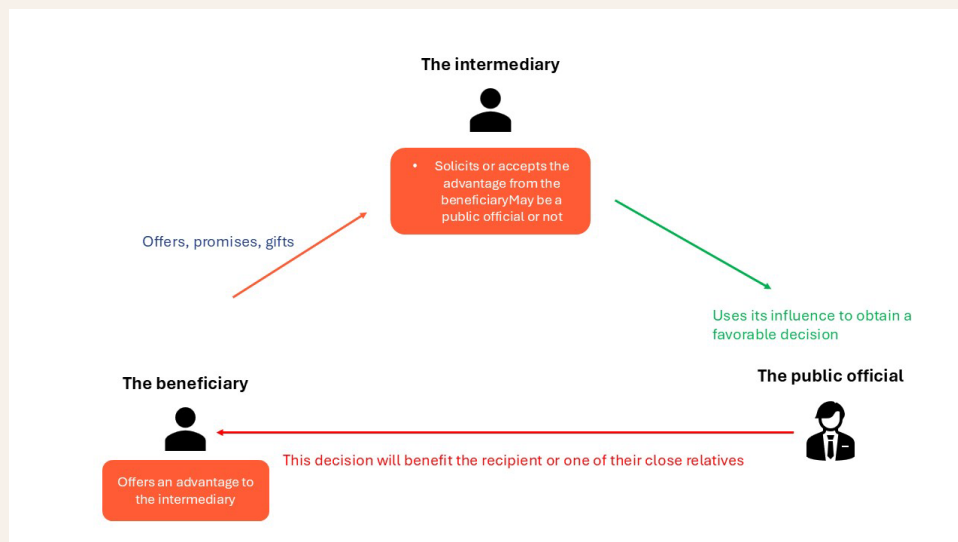 The intermediary
• Solicits or accepts the
advantage from the
beneficiaryMay be a
public official or not
Offers, promises, gifts
Uses its influence to obtain a
favorable decision
The beneficiary
The public official
This decision will benefit the recipient or one of their close relatives
Offers an advantage to
the intermediary